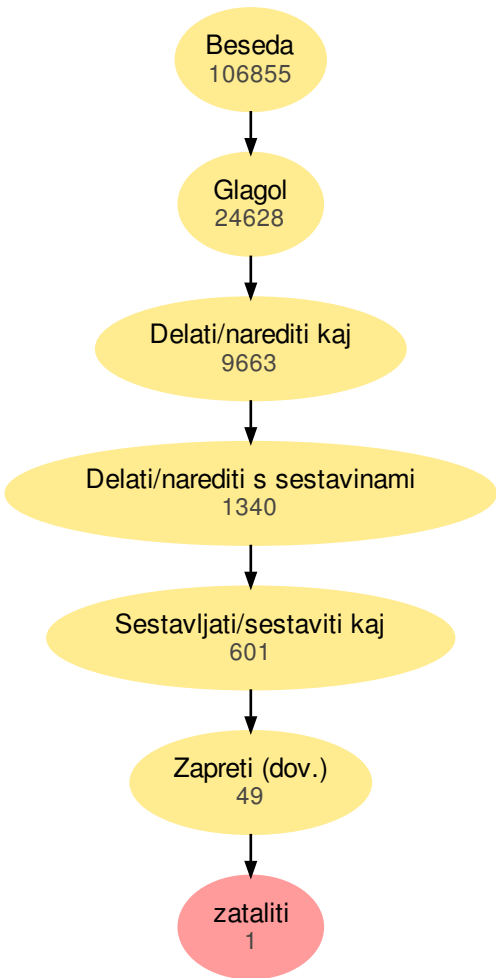 Beseda
106855
Glagol
24628
Delati/narediti kaj
9663
Delati/narediti s sestavinami
1340
Sestavljati/sestaviti kaj
601
Zapreti (dov.)
49
zataliti
1